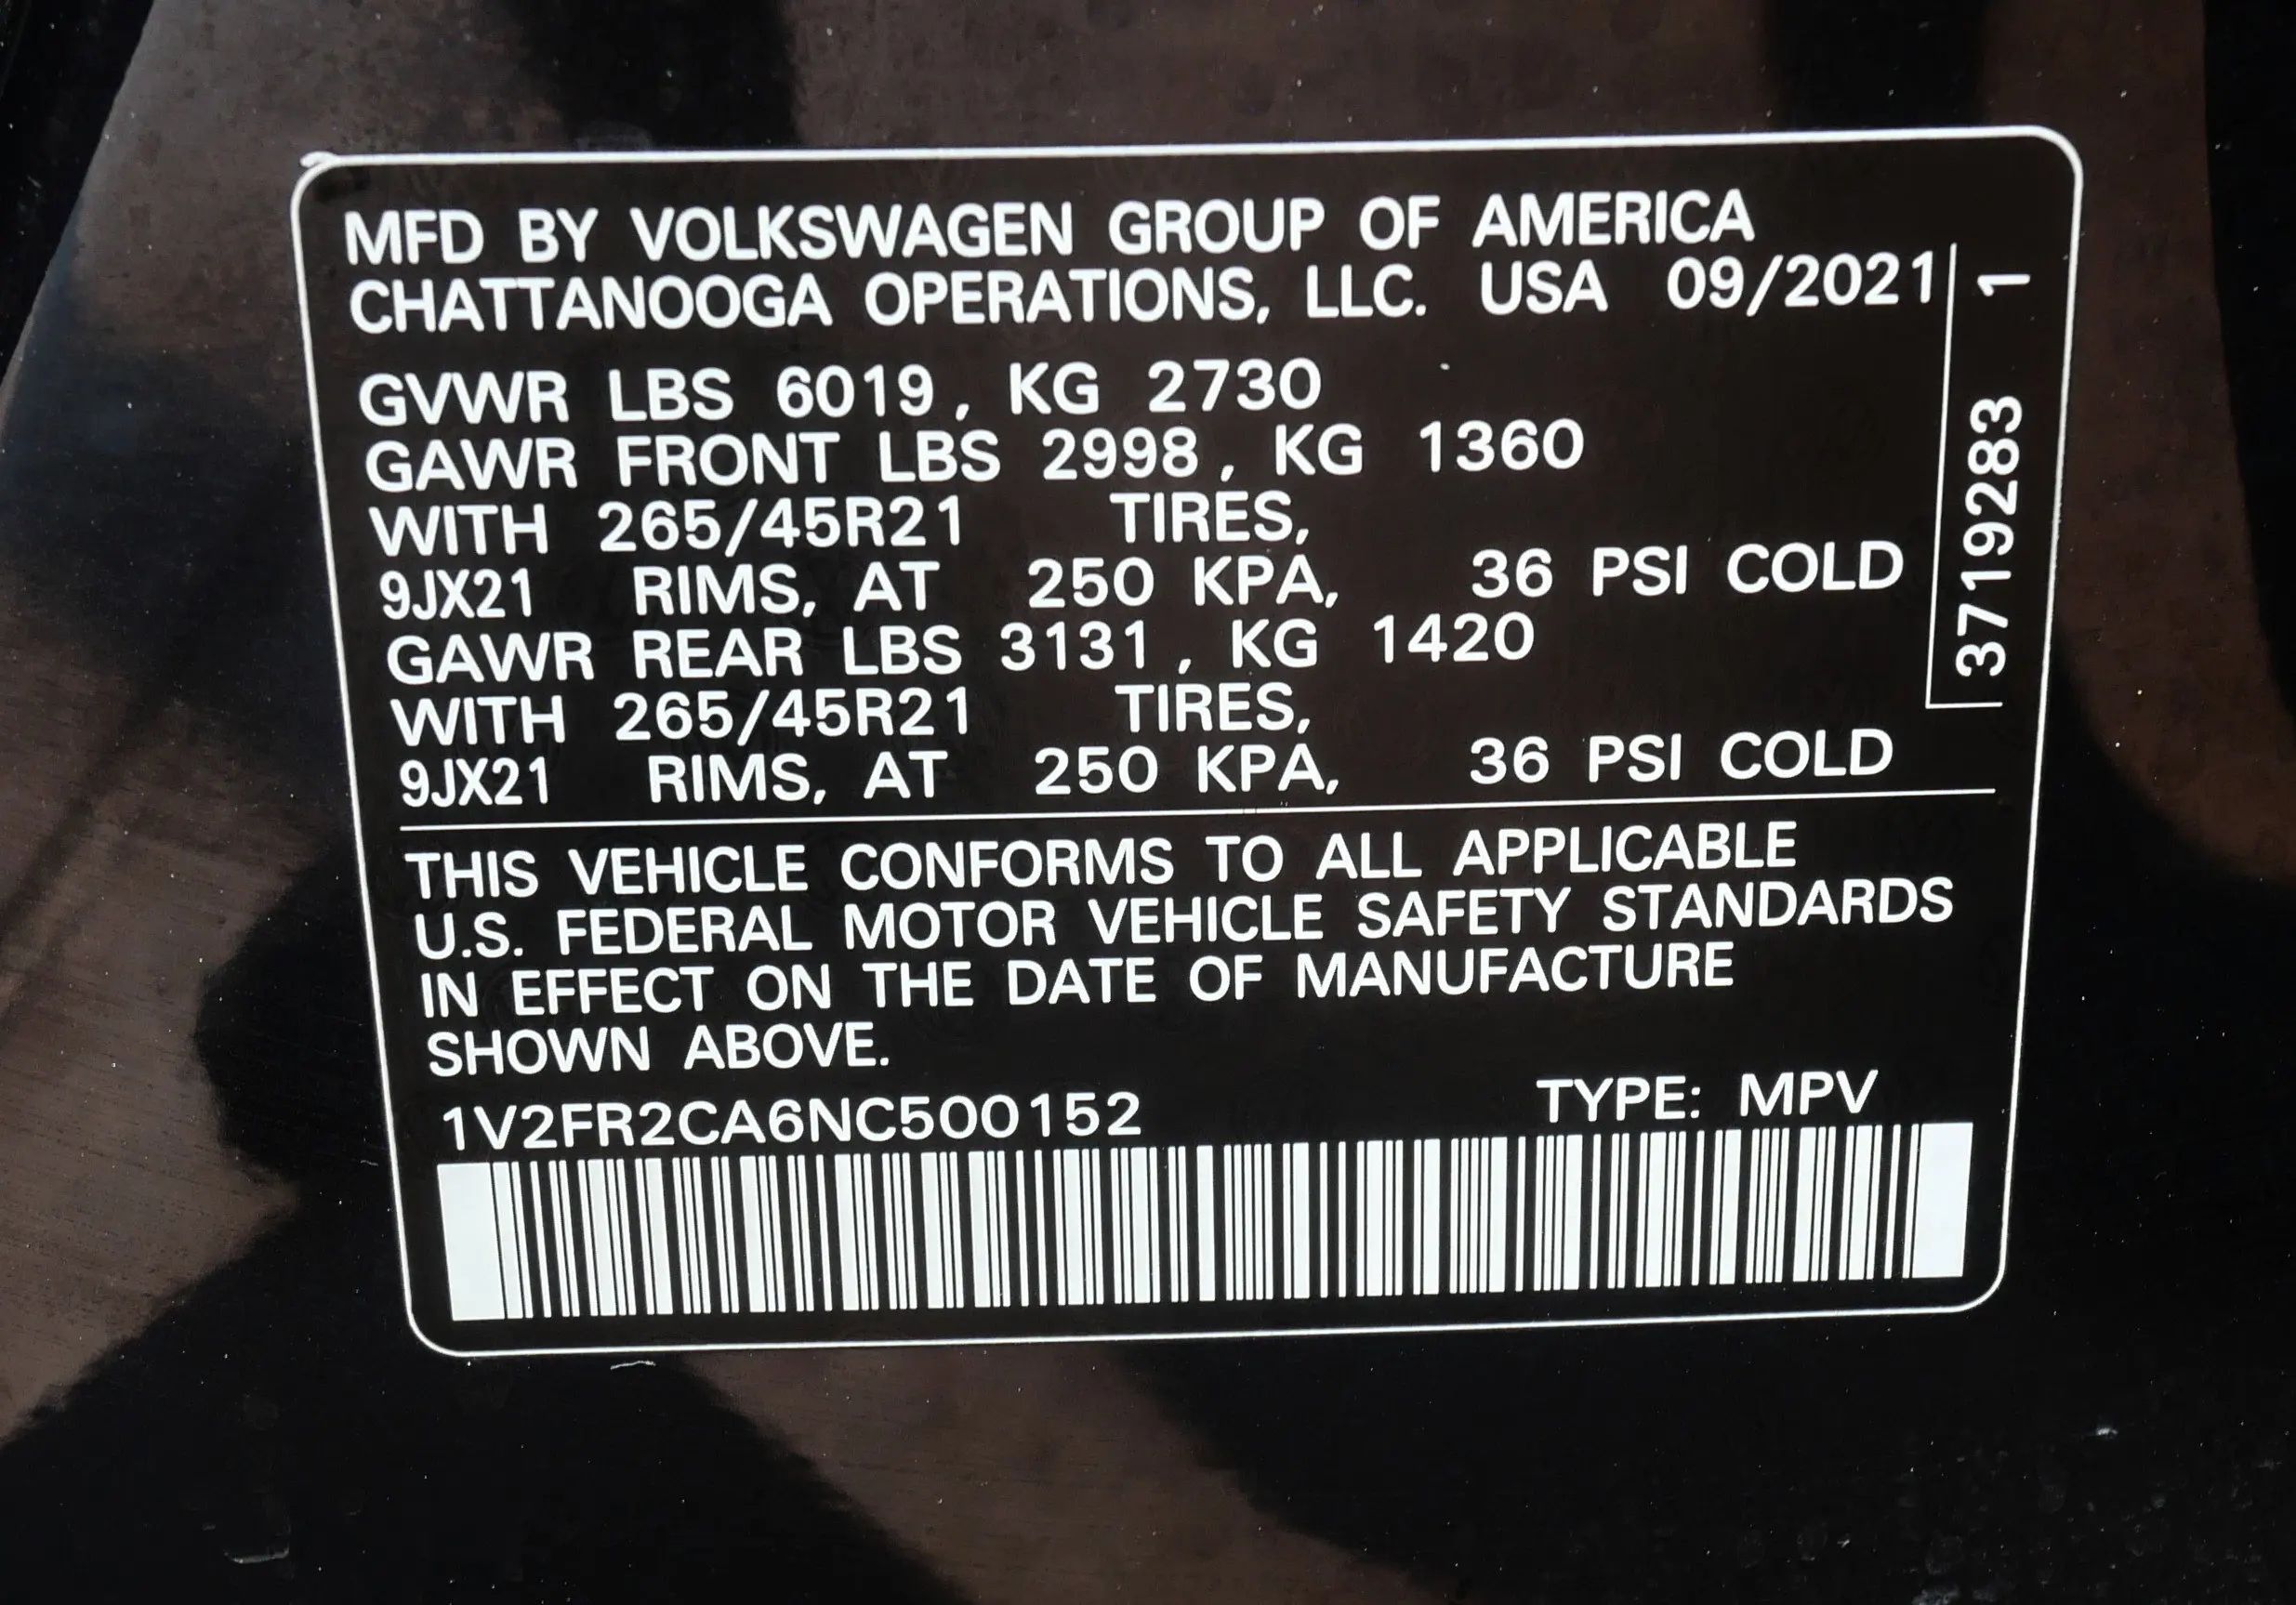 MFD BY VOLKSWAGEN GROUP OF AMERICA
CHATTANOOGA OPERATIONS, LLC. USA 09/2021
GVWR LBS 6019, KG 2730
GAWR FRONT LBS 2998, KG 1360
WITH 265/45R21 TIRES,
9JX21 RIMS, AT 250 KPA, 36 PSI COLD
GAWR REAR LBS 3131, KG 1420
WITH 265/45R21 TIRES,
9JX21 RIMS, AT 250 KPA, 36 PSI COLD
3719283 1
THIS VEHICLE CONFORMS TO ALL APPLICABLE
U.S. FEDERAL MOTOR VEHICLE SAFETY STANDARDS
IN EFFECT ON THE DATE OF MANUFACTURE
SHOWN ABOVE.
1V2FR2CA6NC500152 TYPE: MPV